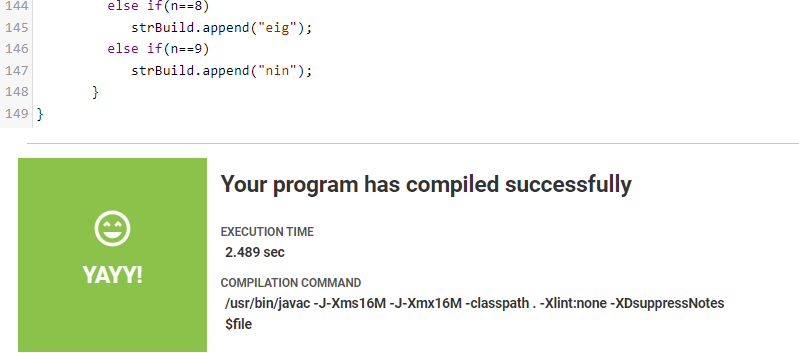 144 else if(n==8)
145 strBuild.append("eig");
146 else if(n==9)
147 strBuild.append("nin");
148 }
149 }
YAYY!
Your program has compiled successfully
EXECUTION TIME
2.489 sec
COMPILATION COMMAND
/usr/bin/javac -J-Xms16M -J-Xmx16M -classpath . -Xlint:none -XDsuppressNotes
$file